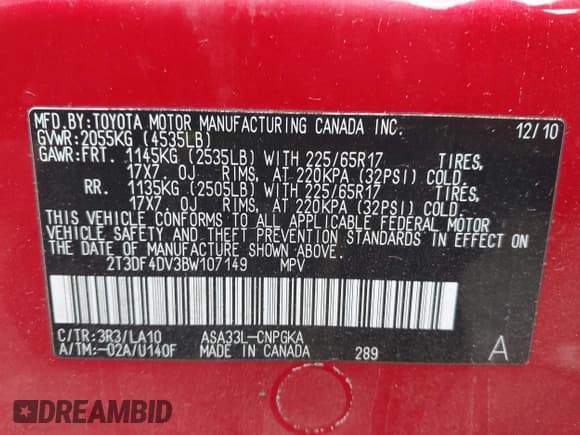 MFD.BY:TOYOTA MOTOR MANUFACTURING CANADA INC. 12/10
GVWR:2055KG (4535LB)
GAWR:FRT. 1145KG (2535LB) WITH 225/65R17 TIRES,
17X7. OJ RIMS, AT 220KPA (32PSI) COLD.
RR. 1135KG (2505LB) WITH 225/65R17 TIRES,
17X7. OJ RIMS, AT 220KPA (32PSI) COLD.
THIS VEHICLE CONFORMS TO ALL APPLICABLE FEDERAL MOTOR
VEHICLE SAFETY AND THEFT PREVENTION STANDARDS IN EFFECT ON
THE DATE OF MANUFACTURE SHOWN ABOVE.
2T3DF4DV3BW107149 MPV
C/TR:3R3/LA10 ASA33L-CNPGKA
A/TM:-02A/U140F MADE IN CANADA 289 A
DREAMBID